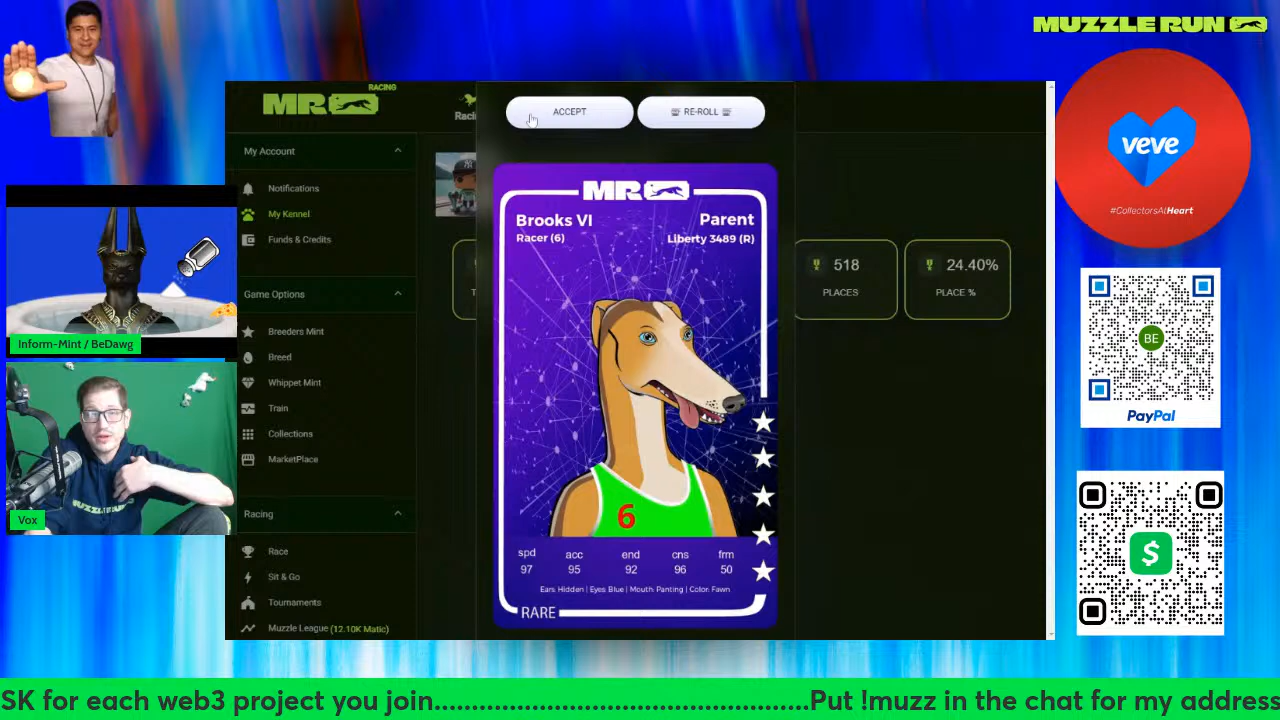 MUZZLE RUN
MR
RACING
Raci
ACCEPT
RE-ROLL
My Account
Notifications
My Kennel
Funds & Credits
Game Options
Breeders Mint
Breed
Whippet Mint
Train
Collections
MarketPlace
Racing
Race
Sit & Go
Tournaments
Muzzle League (12.10K Matic)
MR
Brooks VI
Parent
Racer (6)
Liberty 3489 (R)
6
spd
acc
end
cns
frm
97
95
92
96
50
Ears: Hidden | Eyes: Blue | Mouth: Panting | Color: Fawn
RARE
518
PLACES
24.40%
PLACE %
veve
#CollectorsAtHeart
BE
PayPal
$
Inform-Mint / BeDawg
MUZZLE RUN
Vox
SK for each web3 project you join..................................................Put !muzz in the chat for my address